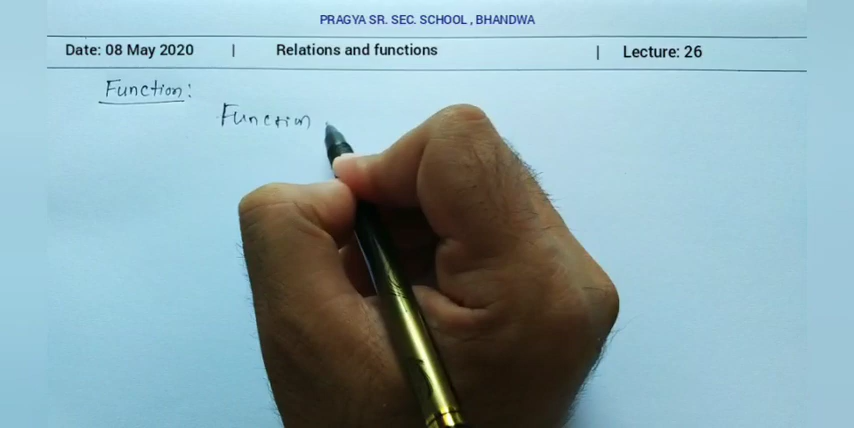 PRAGYA SR. SEC. SCHOOL , BHANDWA
Date: 08 May 2020 | Relations and functions | Lecture: 26
Function:
Function